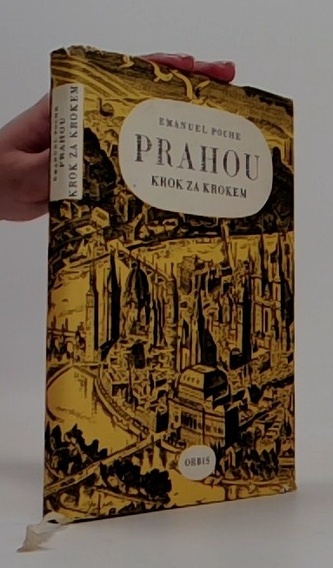 EMANUEL POCHE
PRAHOU
KROK ZA KROKEM
ORBIS
EMANUEL POCHE
PRAHOU
KROK ZA KROKEM